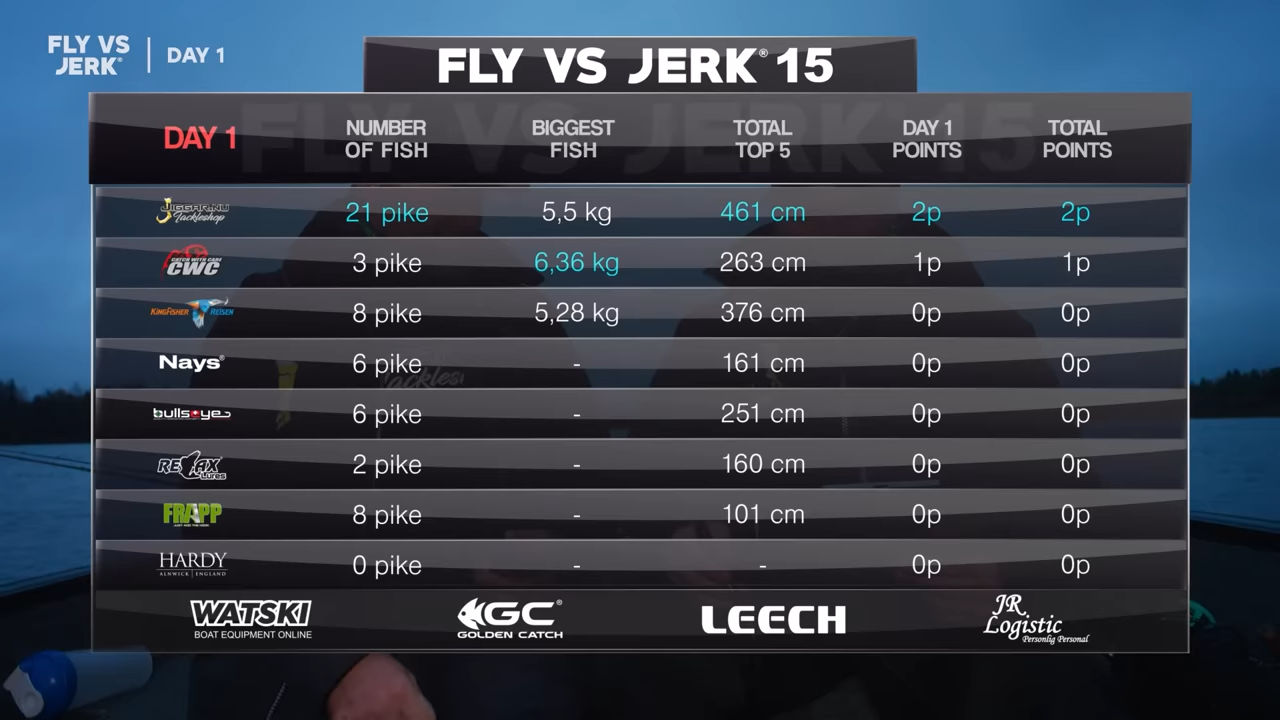 FLY VS
JERK® | DAY 1
FLY VS JERK® 15
DAY 1
NUMBER
OF FISH
BIGGEST
FISH
TOTAL
TOP 5
DAY 1
POINTS
TOTAL
POINTS
JIGGAR.NU Tackleshop 21 pike 5,5 kg 461 cm 2p 2p
CATCH WITH CARE CWC 3 pike 6,36 kg 263 cm 1p 1p
KINGFISHER REISEN 8 pike 5,28 kg 376 cm 0p 0p
Nays® 6 pike - 161 cm 0p 0p
bullseye 6 pike - 251 cm 0p 0p
RELAX Lures 2 pike - 160 cm 0p 0p
FRAPP 8 pike - 101 cm 0p 0p
HARDY ALNWICK | ENGLAND 0 pike - - 0p 0p
WATSKI
BOAT EQUIPMENT ONLINE
GC®
GOLDEN CATCH
LEECH
JR
Logistic
Personlig Personal